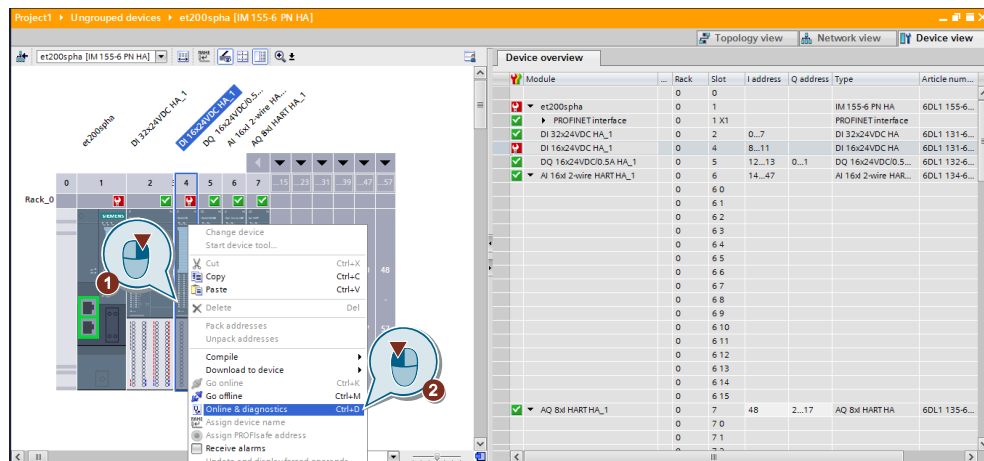 Project1 ▸ Ungrouped devices ▸ et200spha [IM 155-6 PN HA]
Topology view Network view Device view
et200spha [IM 155-6 PN HA]
Device overview
Module ... Rack Slot I address Q address Type Article num...
0 0
et200spha 0 1 IM 155-6 PN HA 6DL1 155-6...
PROFINET interface 0 1 X1 PROFINET interface
DI 32x24VDC HA_1 0 2 0...7 DI 32x24VDC HA 6DL1 131-6...
DI 16x24VDC HA_1 0 4 8...11 DI 16x24VDC HA 6DL1 131-6...
DQ 16x24VDC/0.5A HA_1 0 5 12...13 0...1 DQ 16x24VDC/0.5... 6DL1 132-6...
AI 16xI 2-wire HART HA_1 0 6 14...47 AI 16xI 2-wire HAR... 6DL1 134-6...
0 6 0
0 6 1
0 6 2
0 6 3
0 6 4
0 6 5
0 6 6
0 6 7
0 6 8
0 6 9
0 6 10
0 6 11
0 6 12
0 6 13
0 6 14
0 6 15
AQ 8xI HART HA_1 0 7 48 2...17 AQ 8xI HART HA 6DL1 135-6...
0 7 0
0 7 1
et200spha
DI 32x24VDC HA_1
DI 16x24VDC HA_1
DQ 16x24VDC/0.5...
AI 16xI 2-wire HA...
AQ 8xI HART HA_1
0 1 2 3 4 5 6 7 ...15 ...23 ...31 ...39 ...47 ...57
Rack_0
SIEMENS
48
57
1
Change device
Start device tool...
Cut Ctrl+X
Copy Ctrl+C
Paste Ctrl+V
Delete Del
Pack addresses
Unpack addresses
Compile
Download to device
Go online Ctrl+K
Go offline Ctrl+M
Online & diagnostics Ctrl+D
Assign device name
Assign PROFIsafe address
Receive alarms
Update and display forced operands
2